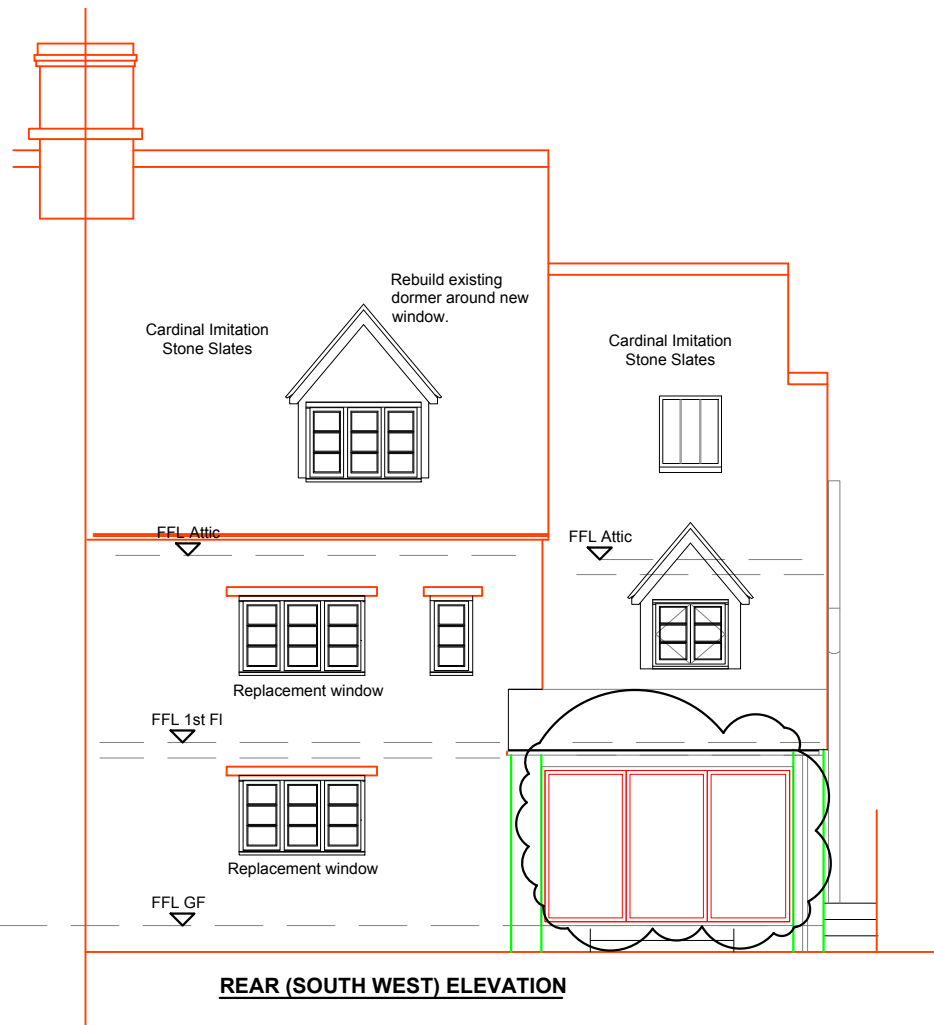 Rebuild existing
dormer around new
window.
Cardinal Imitation
Stone Slates
Cardinal Imitation
Stone Slates
FFL Attic
FFL Attic
Replacement window
FFL 1st Fl
Replacement window
FFL GF
REAR (SOUTH WEST) ELEVATION